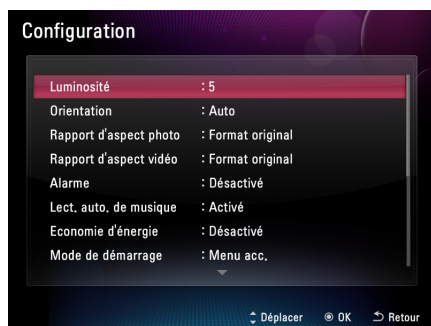 Configuration
Luminosité : 5
Orientation : Auto
Rapport d'aspect photo : Format original
Rapport d'aspect vidéo : Format original
Alarme : Désactivé
Lect. auto. de musique : Activé
Economie d'énergie : Désactivé
Mode de démarrage : Menu acc.
Déplacer OK Retour